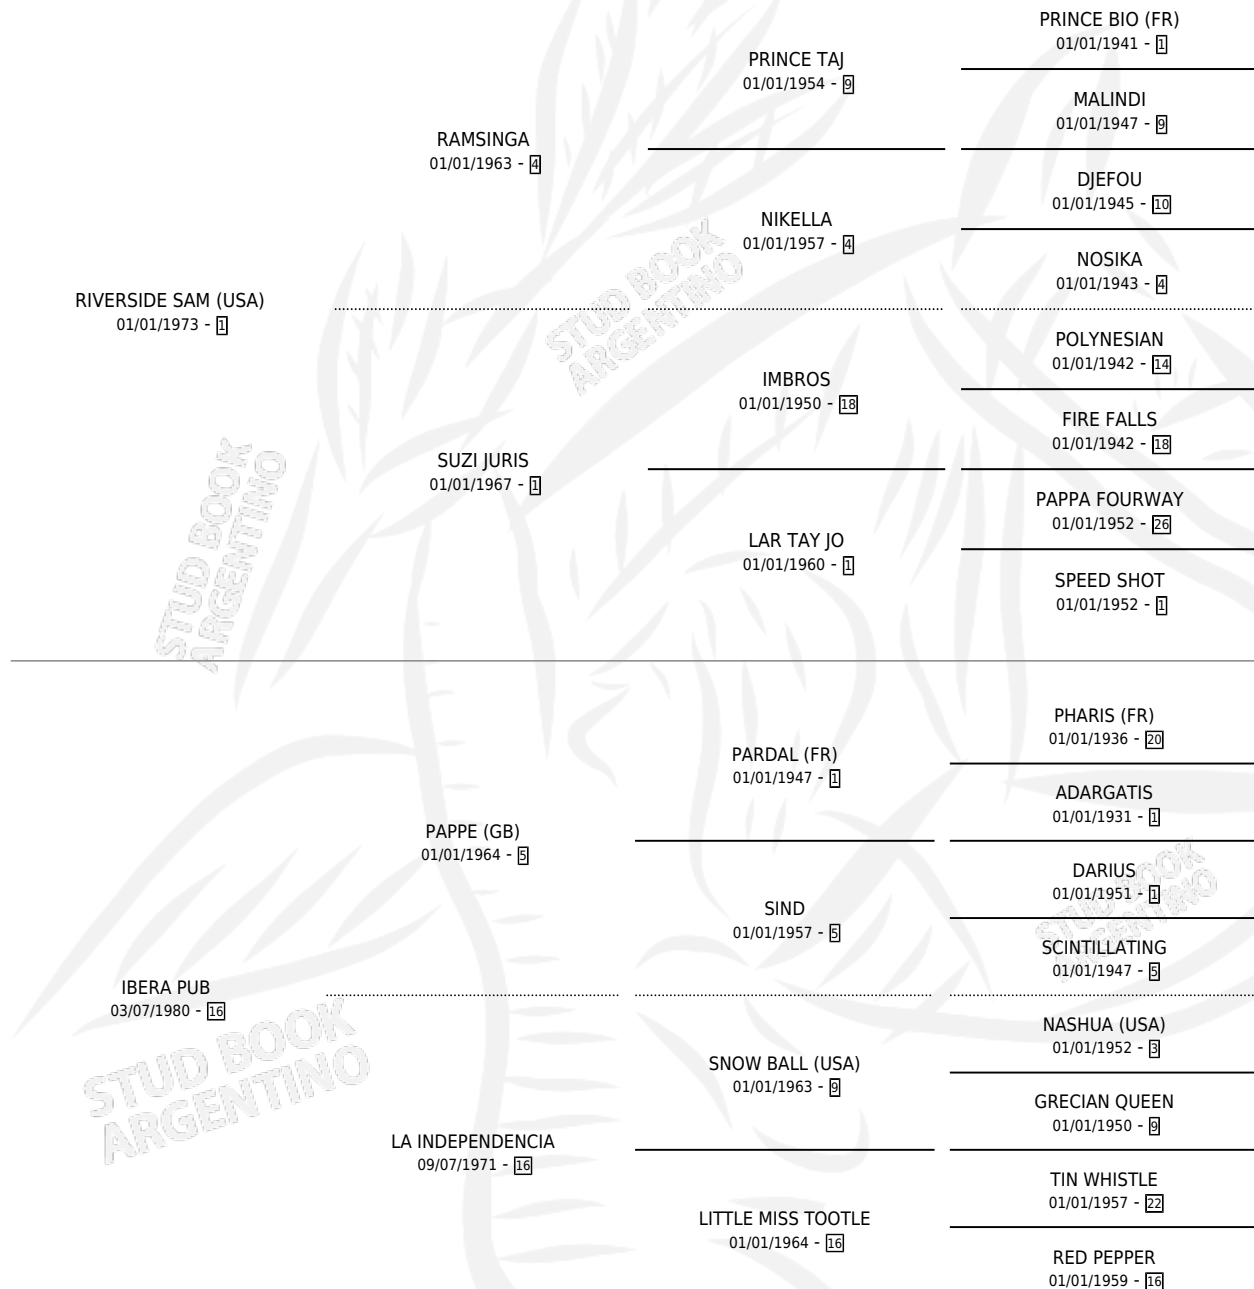 PRINCE BIO (FR)
01/01/1941 - 1
PRINCE TAJ
01/01/1954 - 9
MALINDI
01/01/1947 - 9
RAMSINGA
01/01/1963 - 4
DJEFOU
01/01/1945 - 10
NIKELLA
01/01/1957 - 4
NOSIKA
01/01/1943 - 4
RIVERSIDE SAM (USA)
01/01/1973 - 1
POLYNESIAN
01/01/1942 - 14
IMBROS
01/01/1950 - 18
FIRE FALLS
01/01/1942 - 18
SUZI JURIS
01/01/1967 - 1
PAPPA FOURWAY
01/01/1952 - 26
LAR TAY JO
01/01/1960 - 1
SPEED SHOT
01/01/1952 - 1
PHARIS (FR)
01/01/1936 - 20
PARDAL (FR)
01/01/1947 - 1
ADARGATIS
01/01/1931 - 1
PAPPE (GB)
01/01/1964 - 5
DARIUS
01/01/1951 - 1
SIND
01/01/1957 - 5
SCINTILLATING
01/01/1947 - 5
IBERA PUB
03/07/1980 - 16
NASHUA (USA)
01/01/1952 - 3
SNOW BALL (USA)
01/01/1963 - 9
GRECIAN QUEEN
01/01/1950 - 9
LA INDEPENDENCIA
09/07/1971 - 16
TIN WHISTLE
01/01/1957 - 22
LITTLE MISS TOOTLE
01/01/1964 - 16
RED PEPPER
01/01/1959 - 16
STUD BOOK
ARGENTINO
STUD BOOK
ARGENTINO
STUD BOOK
ARGENTINO
STUD BOOK
ARGENTINO